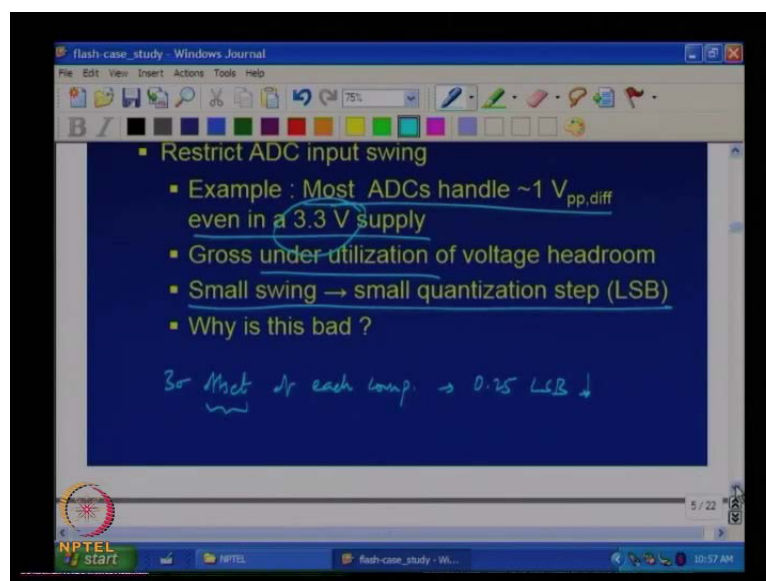 flash-case_study - Windows Journal
File Edit View Insert Actions Tools Help
75%
B I
▪ Restrict ADC input swing
▪ Example : Most ADCs handle ~1 Vpp,diff
even in a 3.3 V supply
▪ Gross under utilization of voltage headroom
▪ Small swing → small quantization step (LSB)
▪ Why is this bad ?
3σ offset of each comp. → 0.25 LSB ↓
5 / 22
NPTEL
start NPTEL flash-case_study - Wi... 10:57 AM